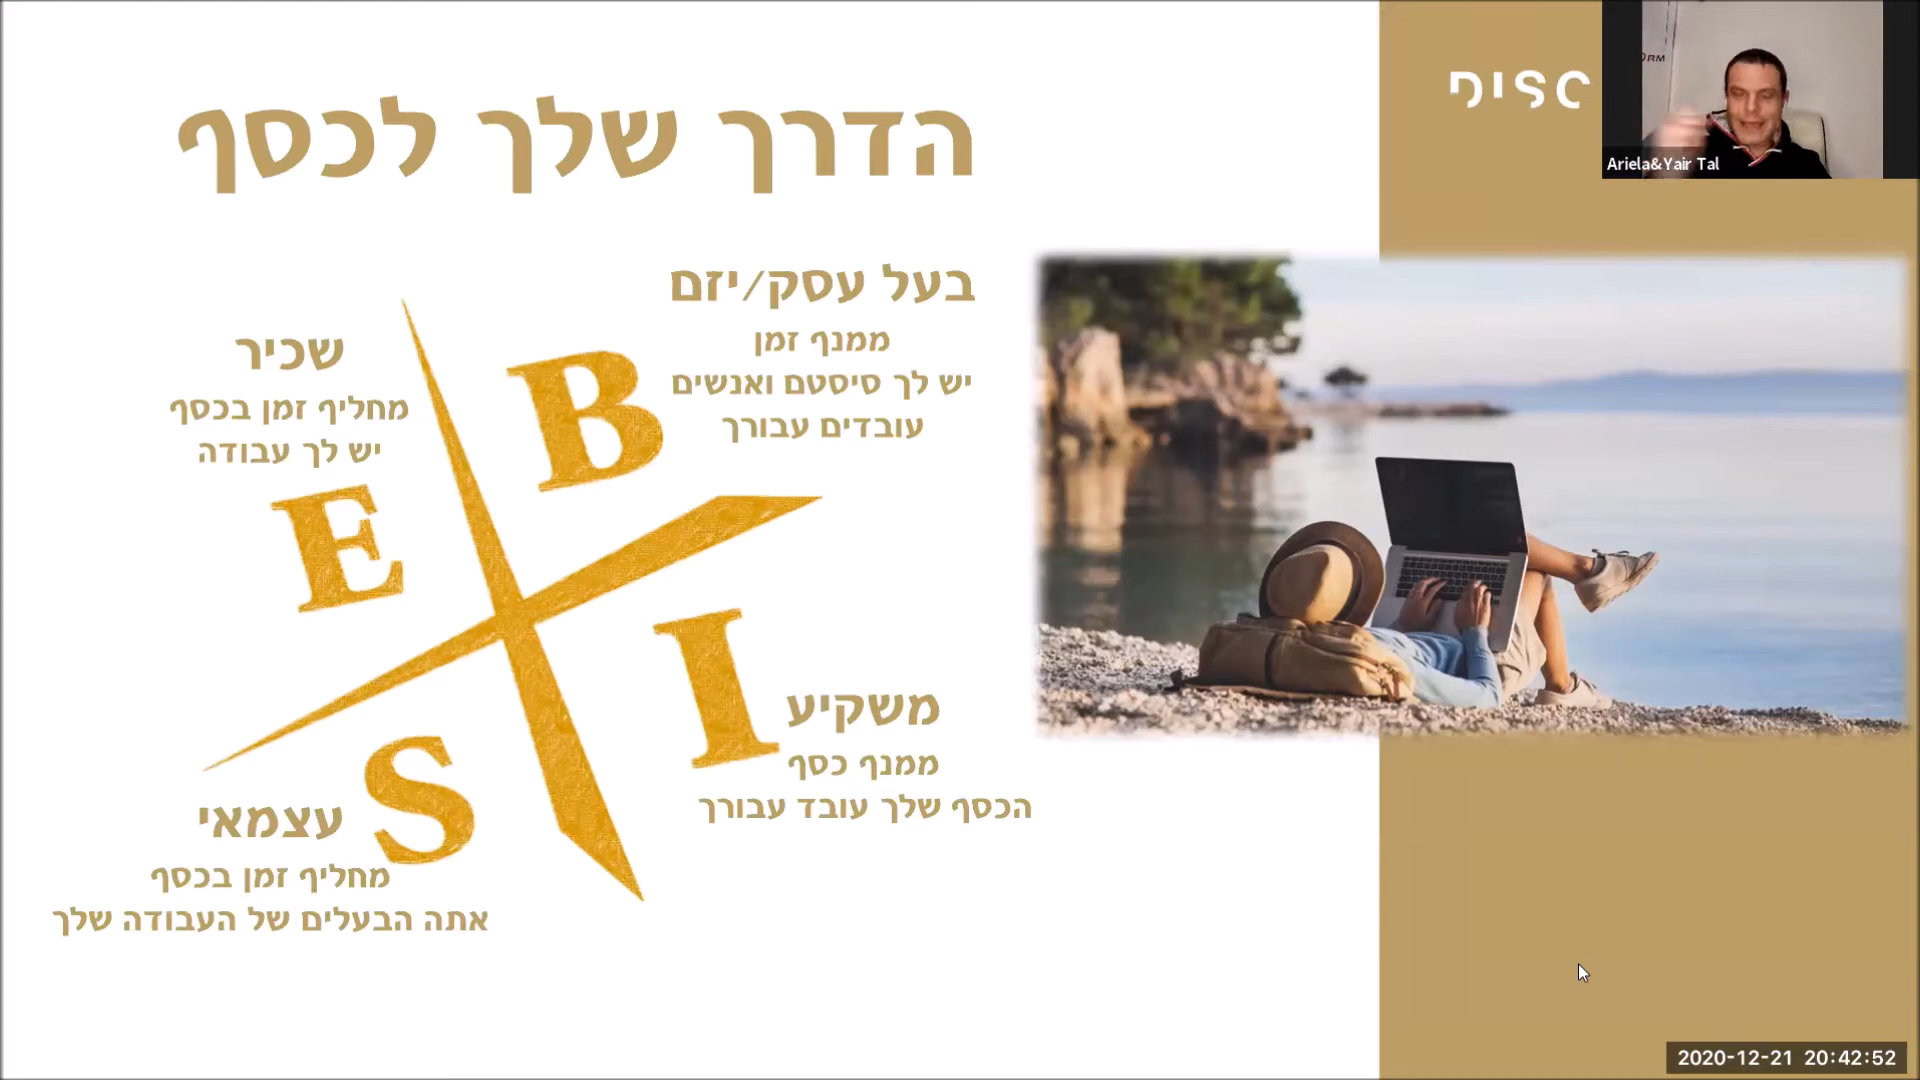 הדרך שלך לכסף
DISC
ORM
Ariela&Yair Tal
בעל עסק/יזם
ממנף זמן
יש לך סיסטם ואנשים
עובדים עבורך
B
שכיר
מחליף זמן בכסף
יש לך עבודה
E
משקיע
ממנף כסף
הכסף שלך עובד עבורך
I
עצמאי
מחליף זמן בכסף
אתה הבעלים של העבודה שלך
S
2020-12-21 20:42:52